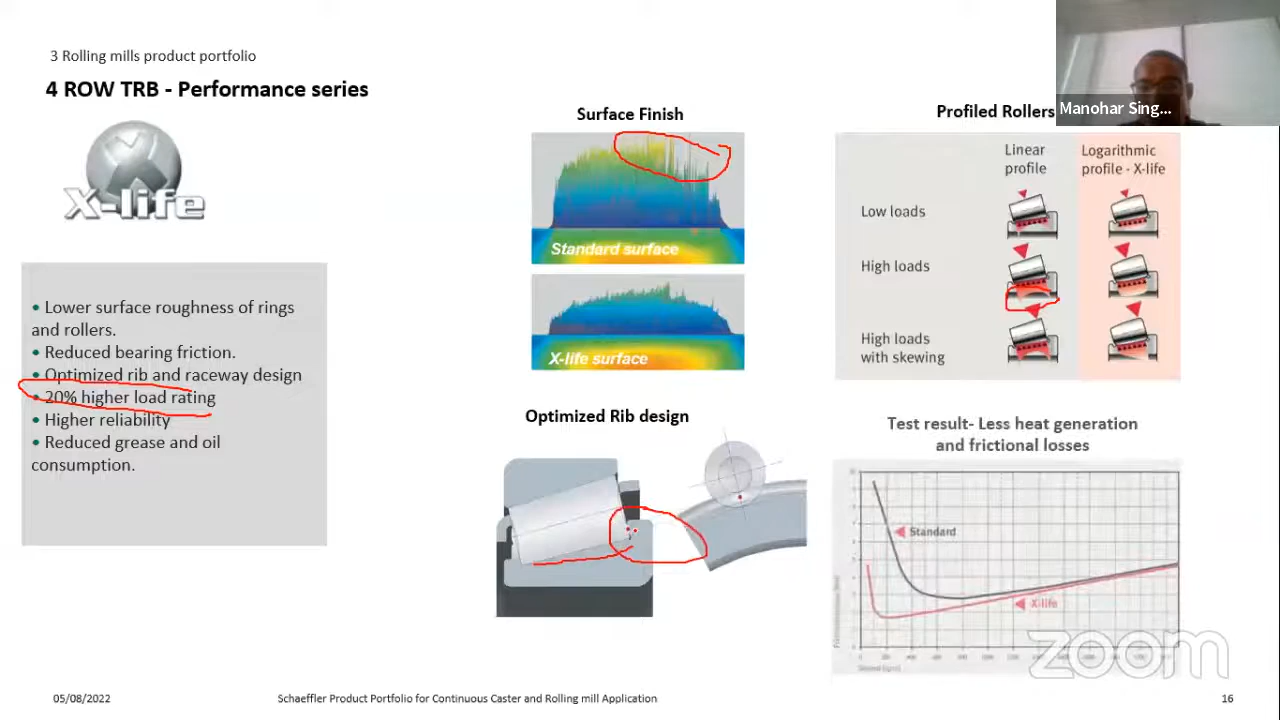 3 Rolling mills product portfolio
4 ROW TRB - Performance series
X-life
• Lower surface roughness of rings
and rollers.
• Reduced bearing friction.
• Optimized rib and raceway design
• 20% higher load rating
• Higher reliability
• Reduced grease and oil
consumption.
Surface Finish
Standard surface
X-life surface
Optimized Rib design
Profiled Rollers
Manohar Sing...
Linear
profile
Logarithmic
profile - X-life
Low loads
High loads
High loads
with skewing
Test result- Less heat generation
and frictional losses
Standard
X-life
zoom
05/08/2022
Schaeffler Product Portfolio for Continuous Caster and Rolling mill Application
16